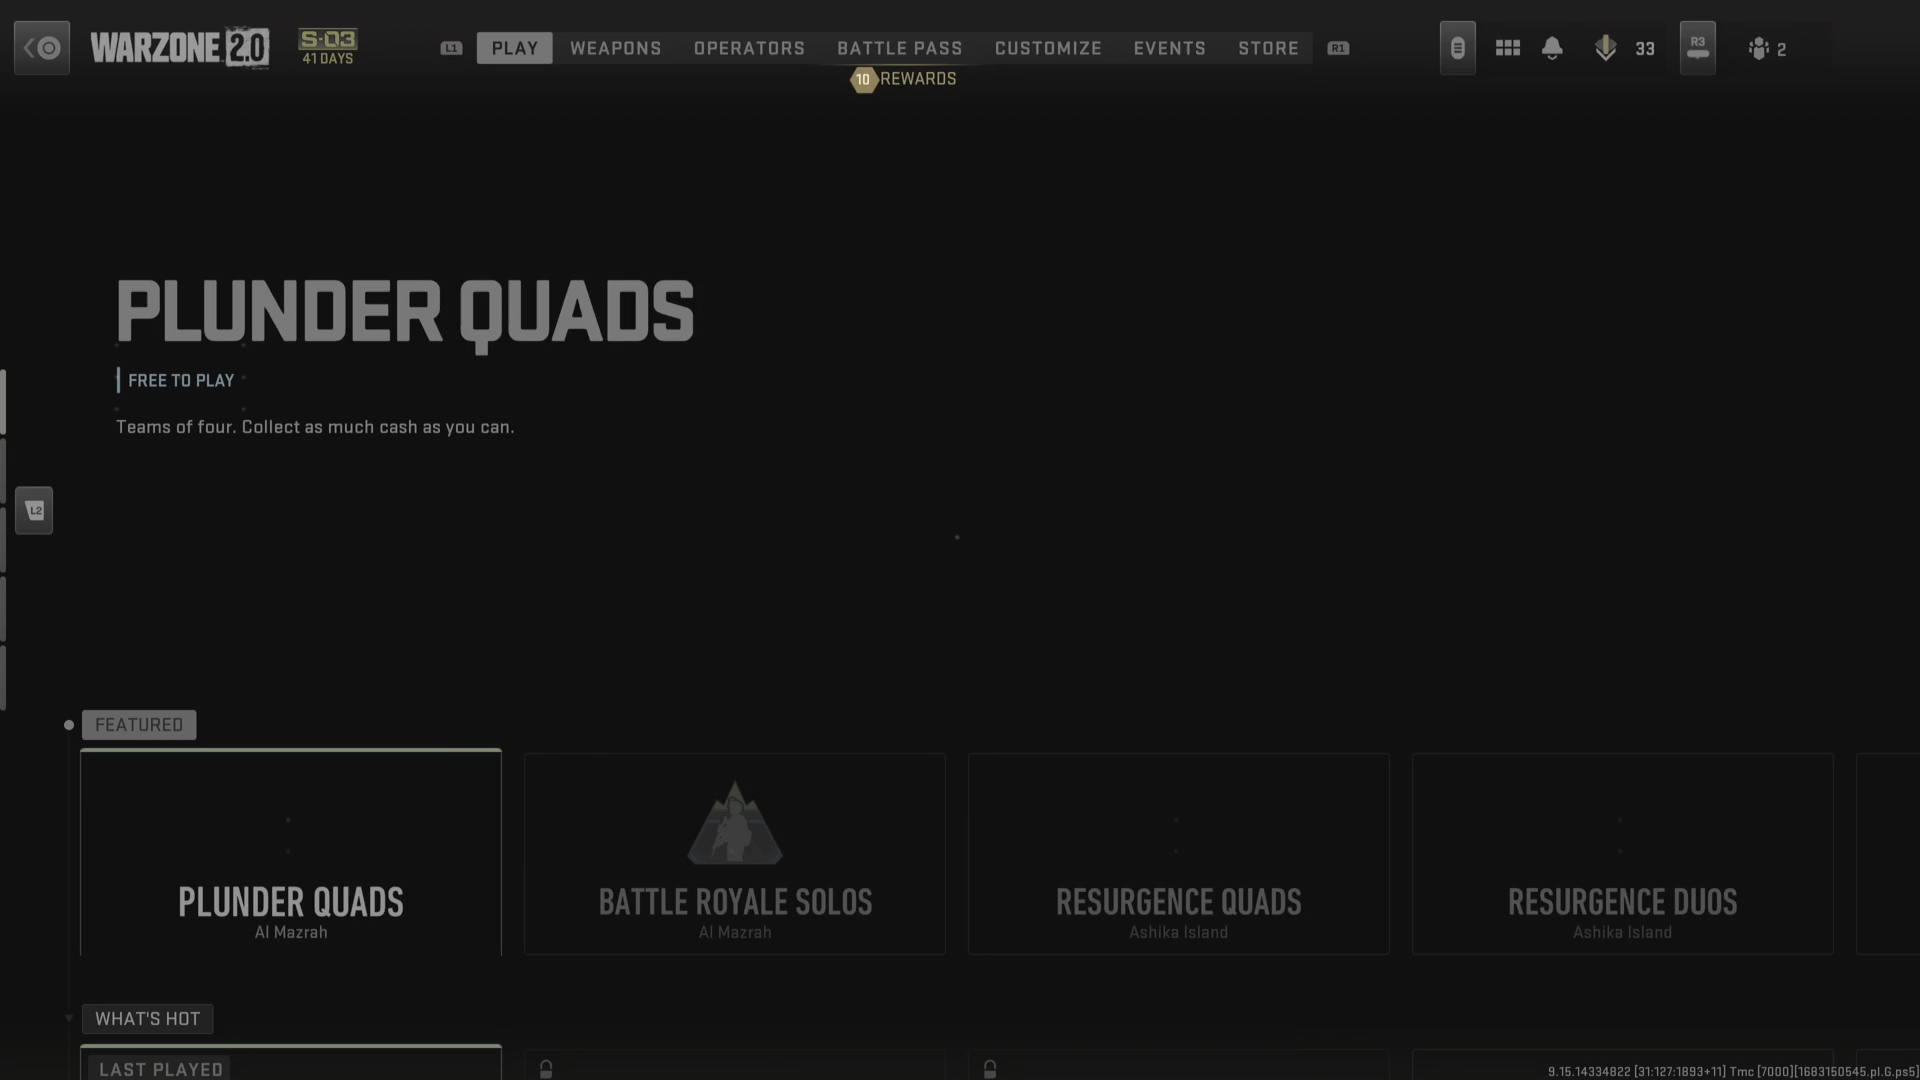 WARZONE 2.0
S-03
41 DAYS
L1
PLAY
WEAPONS
OPERATORS
BATTLE PASS
CUSTOMIZE
EVENTS
STORE
R1
33
R3
2
10 REWARDS
PLUNDER QUADS
FREE TO PLAY
Teams of four. Collect as much cash as you can.
L2
FEATURED
PLUNDER QUADS
Al Mazrah
BATTLE ROYALE SOLOS
Al Mazrah
RESURGENCE QUADS
Ashika Island
RESURGENCE DUOS
Ashika Island
WHAT'S HOT
LAST PLAYED
9.15.14334822 [31:127:1893+11] Tmc [7000][1683150545.pl.G.ps5]